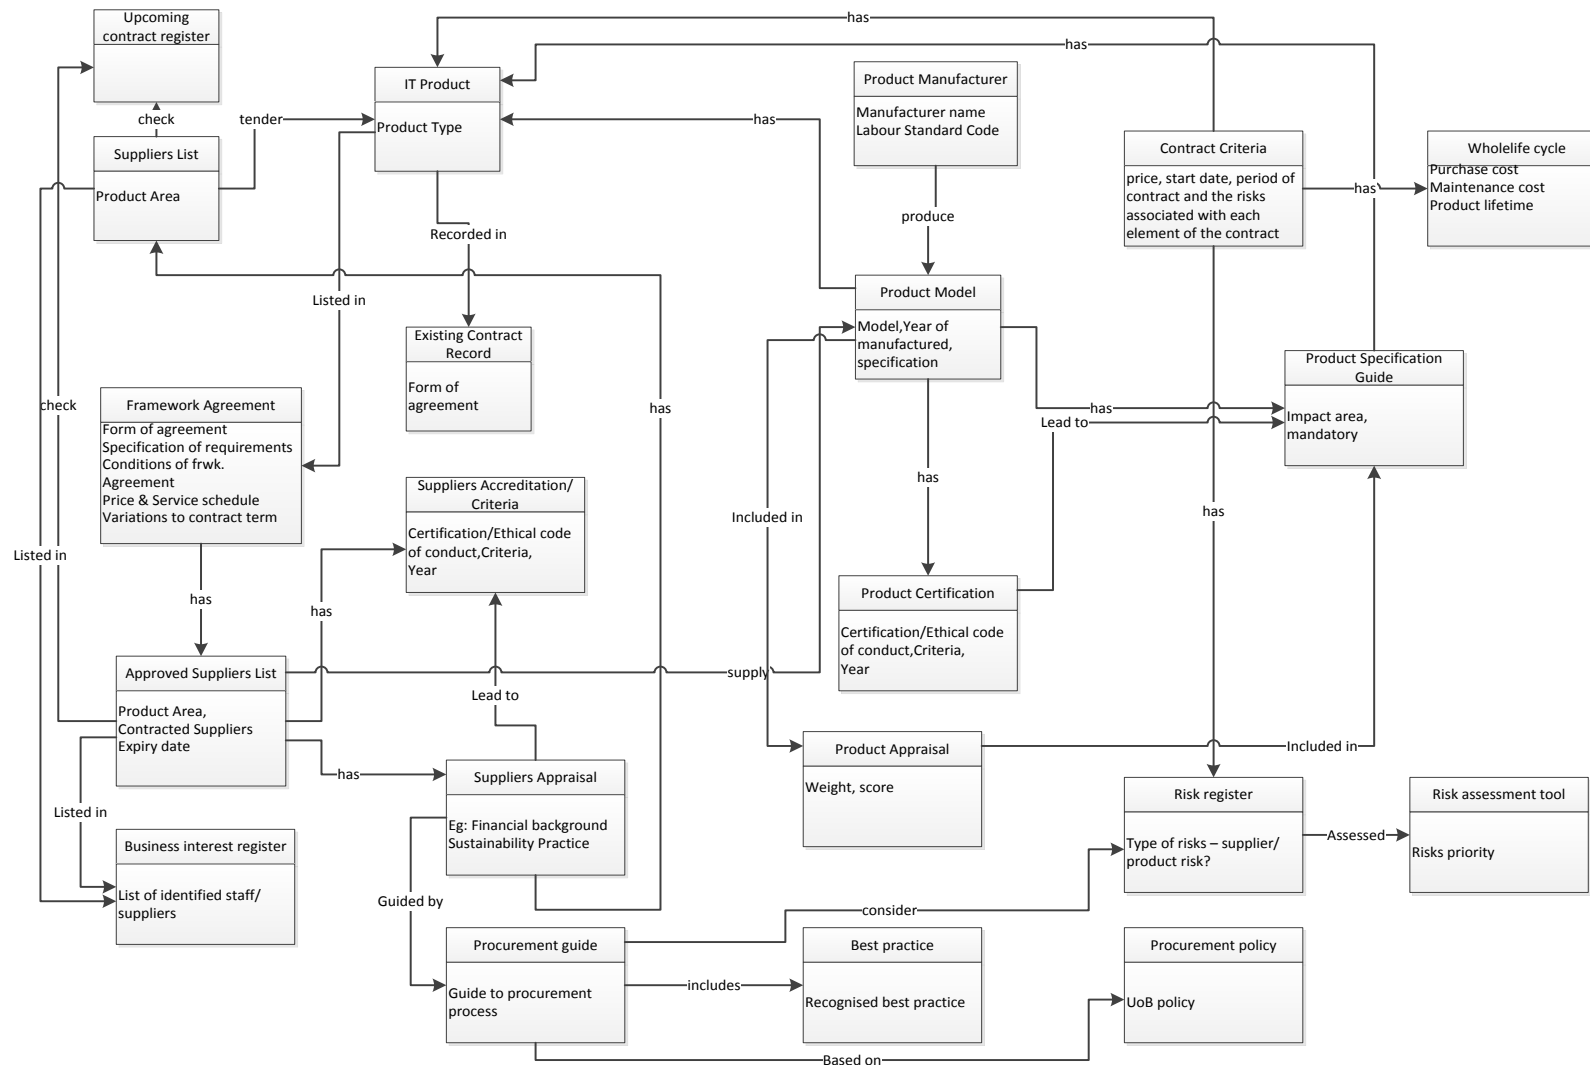 Upcoming
contract register
check
Suppliers List
Product Area
tender
IT Product
Product Type
has
has
has
Product Manufacturer
Manufacturer name
Labour Standard Code
produce
Contract Criteria
price, start date, period of
contract and the risks
associated with each
element of the contract
has
Wholelife cycle
Purchase cost
Maintenance cost
Product lifetime
Recorded in
Listed in
Existing Contract
Record
Form of
agreement
Product Model
Model,Year of
manufactured,
specification
Product Specification
Guide
Impact area,
mandatory
has
Lead to
check
has
Framework Agreement
Form of agreement
Specification of requirements
Conditions of frwk.
Agreement
Price & Service schedule
Variations to contract term
Suppliers Accreditation/
Criteria
Certification/Ethical code
of conduct,Criteria,
Year
has
Included in
has
Listed in
has
has
Product Certification
Certification/Ethical code
of conduct,Criteria,
Year
Approved Suppliers List
Product Area,
Contracted Suppliers
Expiry date
supply
Lead to
has
Suppliers Appraisal
Eg: Financial background
Sustainability Practice
Product Appraisal
Weight, score
Included in
Risk register
Type of risks – supplier/
product risk?
Assessed
Risk assessment tool
Risks priority
Listed in
Business interest register
List of identified staff/
suppliers
Guided by
consider
Procurement guide
Guide to procurement
process
includes
Best practice
Recognised best practice
Procurement policy
UoB policy
Based on